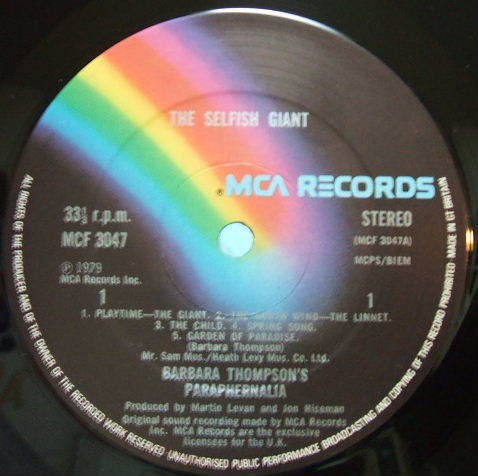 THE SELFISH GIANT
® MCA RECORDS
33⅓ r.p.m.
STEREO
MCF 3047
(MCF 3047A)
MCPS/BIEM
℗ 1979
MCA Records Inc.
1
1
1. PLAYTIME—THE GIANT. 2. THE NORTH WIND—THE LINNET.
3. THE CHILD. 4. SPRING SONG.
5. GARDEN OF PARADISE.
(Barbara Thompson)
Mr. Sam Mus./Heath Levy Mus. Co. Ltd.
BARBARA THOMPSON'S
PARAPHERNALIA
Produced by Martin Levan and Jon Hiseman
Original sound recording made by MCA Records
Inc. MCA Records are the exclusive
licensees for the U.K.
ALL RIGHTS OF THE PRODUCER AND OF THE OWNER OF THE RECORDED WORK RESERVED UNAUTHORISED PUBLIC PERFORMANCE BROADCASTING AND COPYING OF THIS RECORD PROHIBITED MADE IN GT BRITAIN